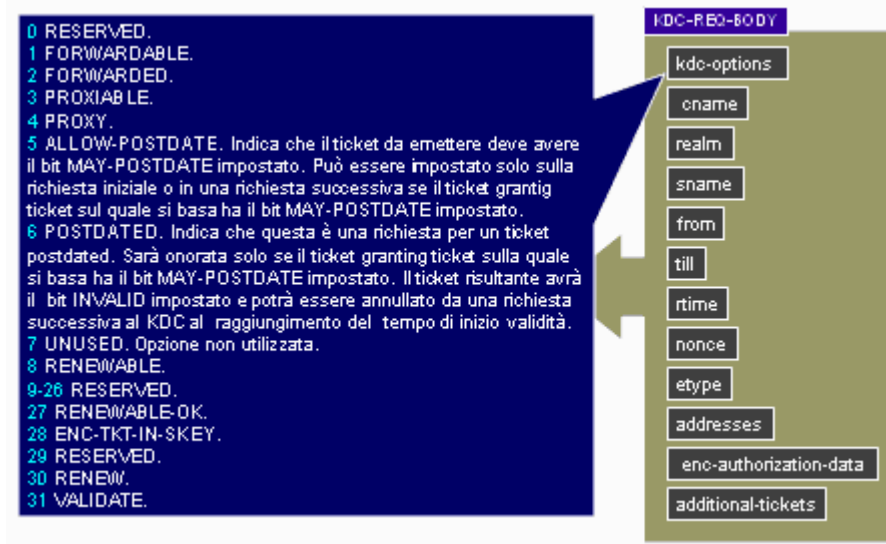 0 RESERVED.
1 FORWARDABLE.
2 FORWARDED.
3 PROXIABLE.
4 PROXY.
5 ALLOW-POSTDATE. Indica che il ticket da emettere deve avere
il bit MAY-POSTDATE impostato. Può essere impostato solo sulla
richiesta iniziale o in una richiesta successiva se il ticket grantig
ticket sul quale si basa ha il bit MAY-POSTDATE impostato.
6 POSTDATED. Indica che questa è una richiesta per un ticket
postdated. Sarà onorata solo se il ticket granting ticket sulla quale
si basa ha il bit MAY-POSTDATE impostato. Il ticket risultante avrà
il bit INVALID impostato e potrà essere annullato da una richiesta
successiva al KDC al raggiungimento del tempo di inizio validità.
7 UNUSED. Opzione non utilizzata.
8 RENEWABLE.
9-26 RESERVED.
27 RENEWABLE-OK.
28 ENC-TKT-IN-SKEY.
29 RESERVED.
30 RENEW.
31 VALIDATE.
KDC-REQ-BODY
kdc-options
cname
realm
sname
from
till
rtime
nonce
etype
addresses
enc-authorization-data
additional-tickets